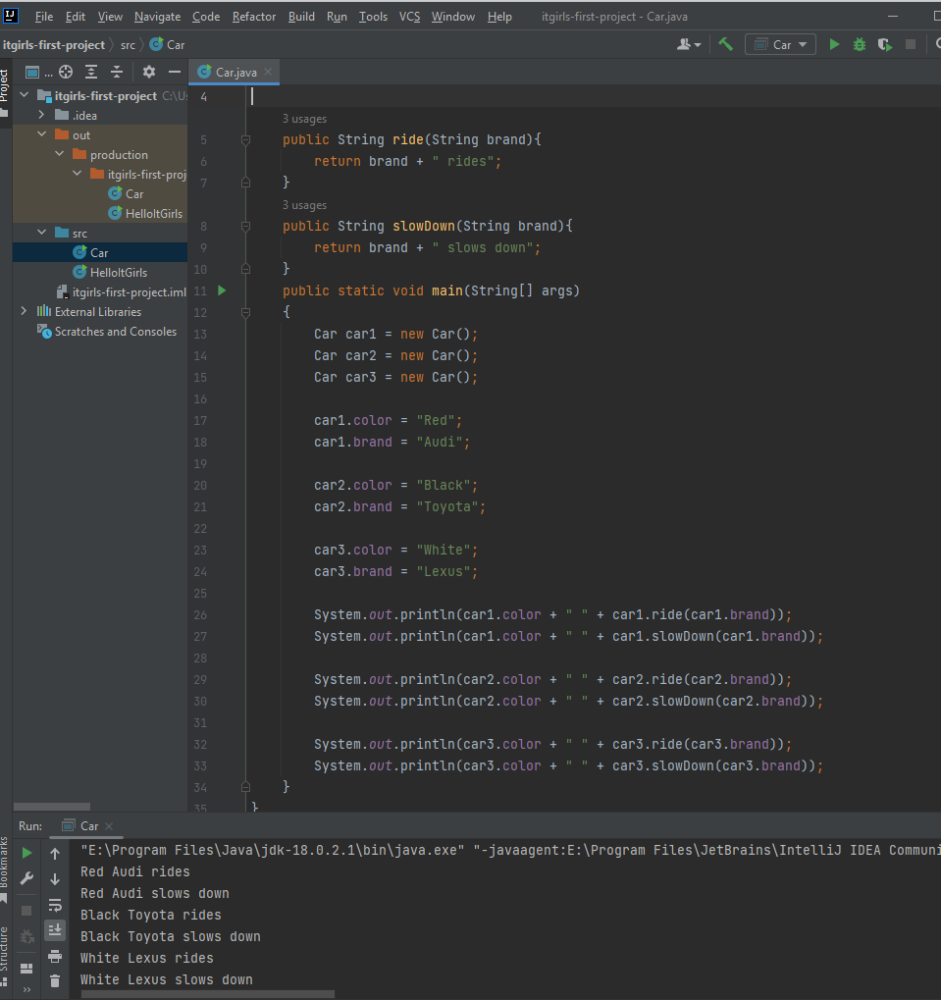 IJ File Edit View Navigate Code Refactor Build Run Tools VCS Window Help itgirls-first-project - Car.java
itgirls-first-project src Car Car
Project ... Car.java
itgirls-first-project C:\Us
.idea
out
production
itgirls-first-proj
Car
HelloItGirls
src
Car
HelloItGirls
itgirls-first-project.iml
External Libraries
Scratches and Consoles
4
3 usages
5 public String ride(String brand){
6 return brand + " rides";
7 }
3 usages
8 public String slowDown(String brand){
9 return brand + " slows down";
10 }
11 public static void main(String[] args)
12 {
13 Car car1 = new Car();
14 Car car2 = new Car();
15 Car car3 = new Car();
16
17 car1.color = "Red";
18 car1.brand = "Audi";
19
20 car2.color = "Black";
21 car2.brand = "Toyota";
22
23 car3.color = "White";
24 car3.brand = "Lexus";
25
26 System.out.println(car1.color + " " + car1.ride(car1.brand));
27 System.out.println(car1.color + " " + car1.slowDown(car1.brand));
28
29 System.out.println(car2.color + " " + car2.ride(car2.brand));
30 System.out.println(car2.color + " " + car2.slowDown(car2.brand));
31
32 System.out.println(car3.color + " " + car3.ride(car3.brand));
33 System.out.println(car3.color + " " + car3.slowDown(car3.brand));
34 }
35 }
Run: Car
"E:\Program Files\Java\jdk-18.0.2.1\bin\java.exe" "-javaagent:E:\Program Files\JetBrains\IntelliJ IDEA Communi
Red Audi rides
Red Audi slows down
Black Toyota rides
Black Toyota slows down
White Lexus rides
White Lexus slows down
Bookmarks
Structure